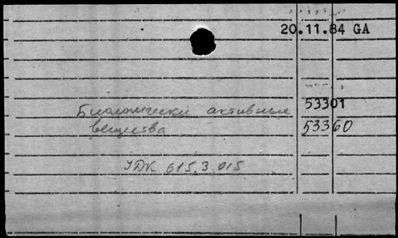 20.11.84 GA
Биологически активные 53301
вещества 53360
УДК 615.3.015